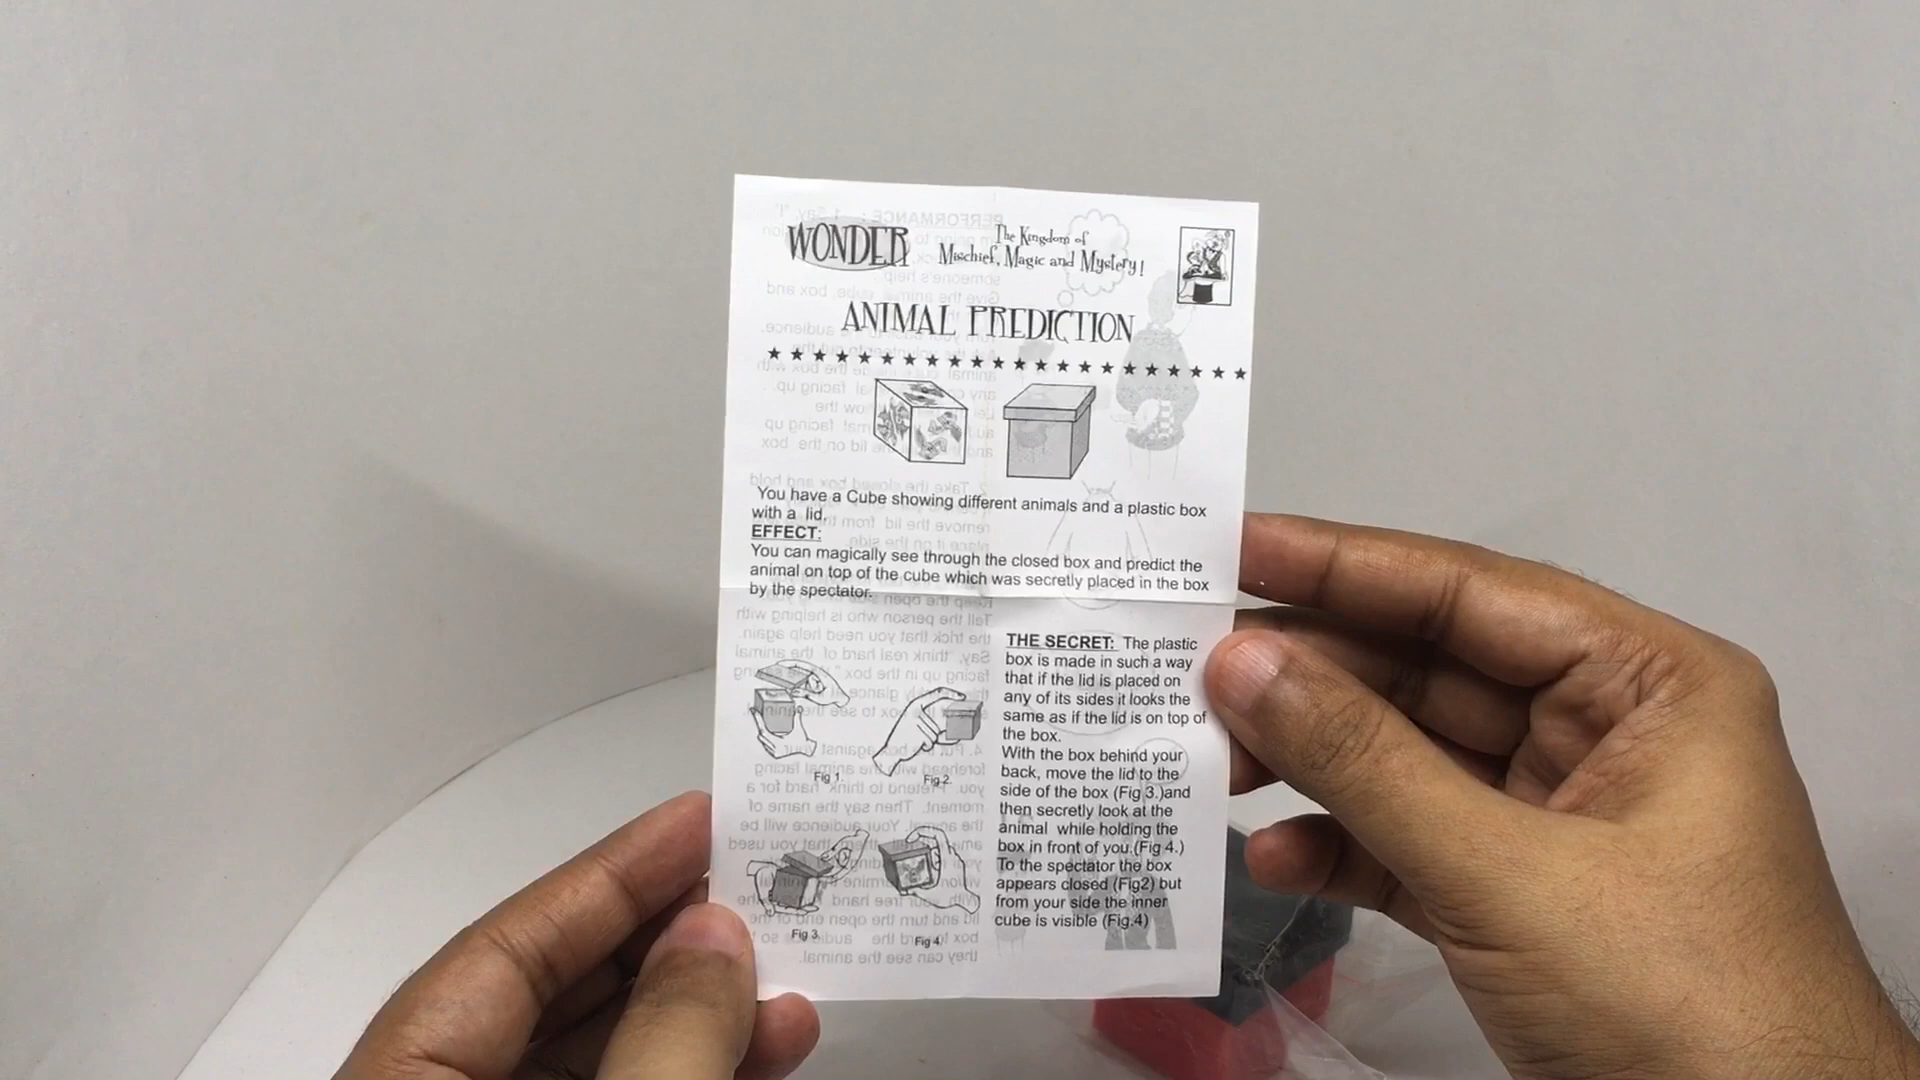 WONDER
The Kingdom of
Mischief, Magic and Mystery!
ANIMAL PREDICTION
You have a Cube showing different animals and a plastic box
with a lid.
EFFECT:
You can magically see through the closed box and predict the
animal on top of the cube which was secretly placed in the box
by the spectator.
Fig 1.
Fig.2.
Fig 3.
Fig 4.
THE SECRET: The plastic
box is made in such a way
that if the lid is placed on
any of its sides it looks the
same as if the lid is on top of
the box.
With the box behind your
back, move the lid to the
side of the box (Fig 3.)and
then secretly look at the
animal while holding the
box in front of you.(Fig 4.)
To the spectator the box
appears closed (Fig2) but
from your side the inner
cube is visible (Fig.4)